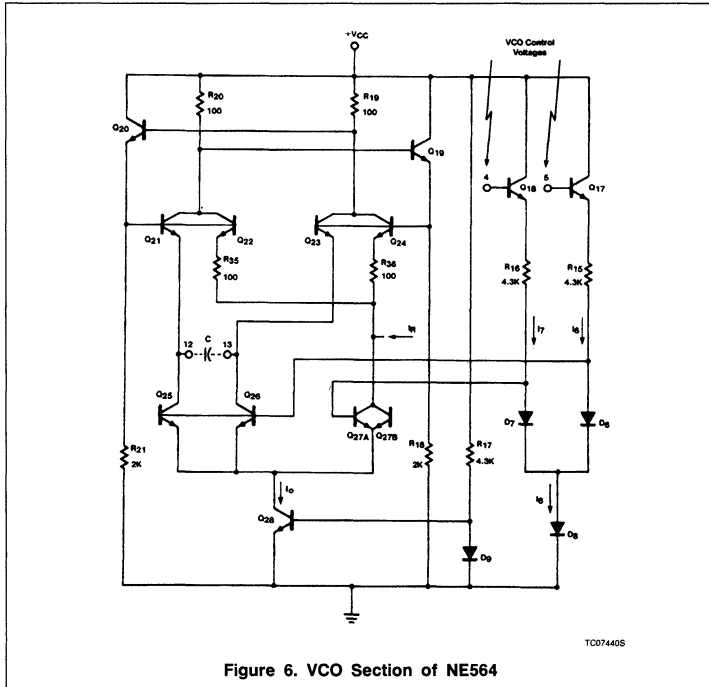 +VCC
VCO Control
Voltages
R20
100
R19
100
Q20
Q19
4
Q18
5
Q17
Q21
Q22
Q23
Q24
R35
100
R36
100
R16
4.3K
R15
4.3K
IR
I7
I6
12
C
13
Q25
Q26
Q27A
Q27B
D7
D6
R21
2K
R18
2K
R17
4.3K
IO
I8
Q28
D9
D8
TC07440S
Figure 6. VCO Section of NE564